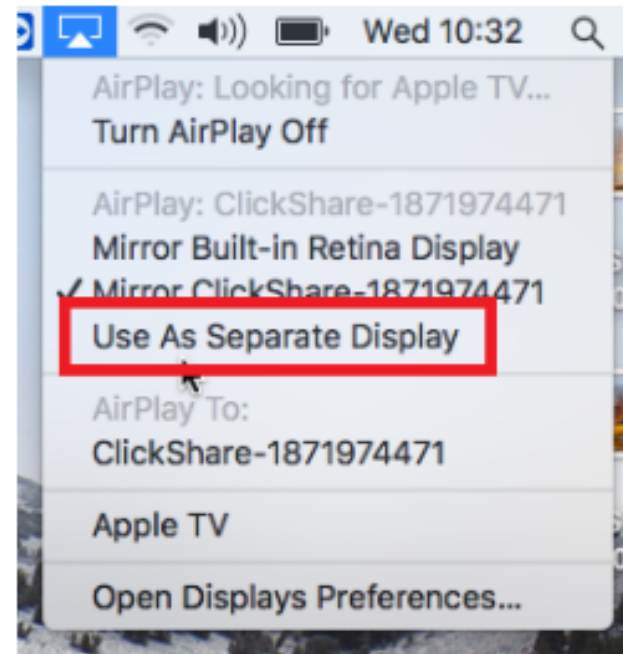 Wed 10:32
AirPlay: Looking for Apple TV...
Turn AirPlay Off
AirPlay: ClickShare-1871974471
Mirror Built-in Retina Display
✓ Mirror ClickShare-1871974471
Use As Separate Display
AirPlay To:
ClickShare-1871974471
Apple TV
Open Displays Preferences...